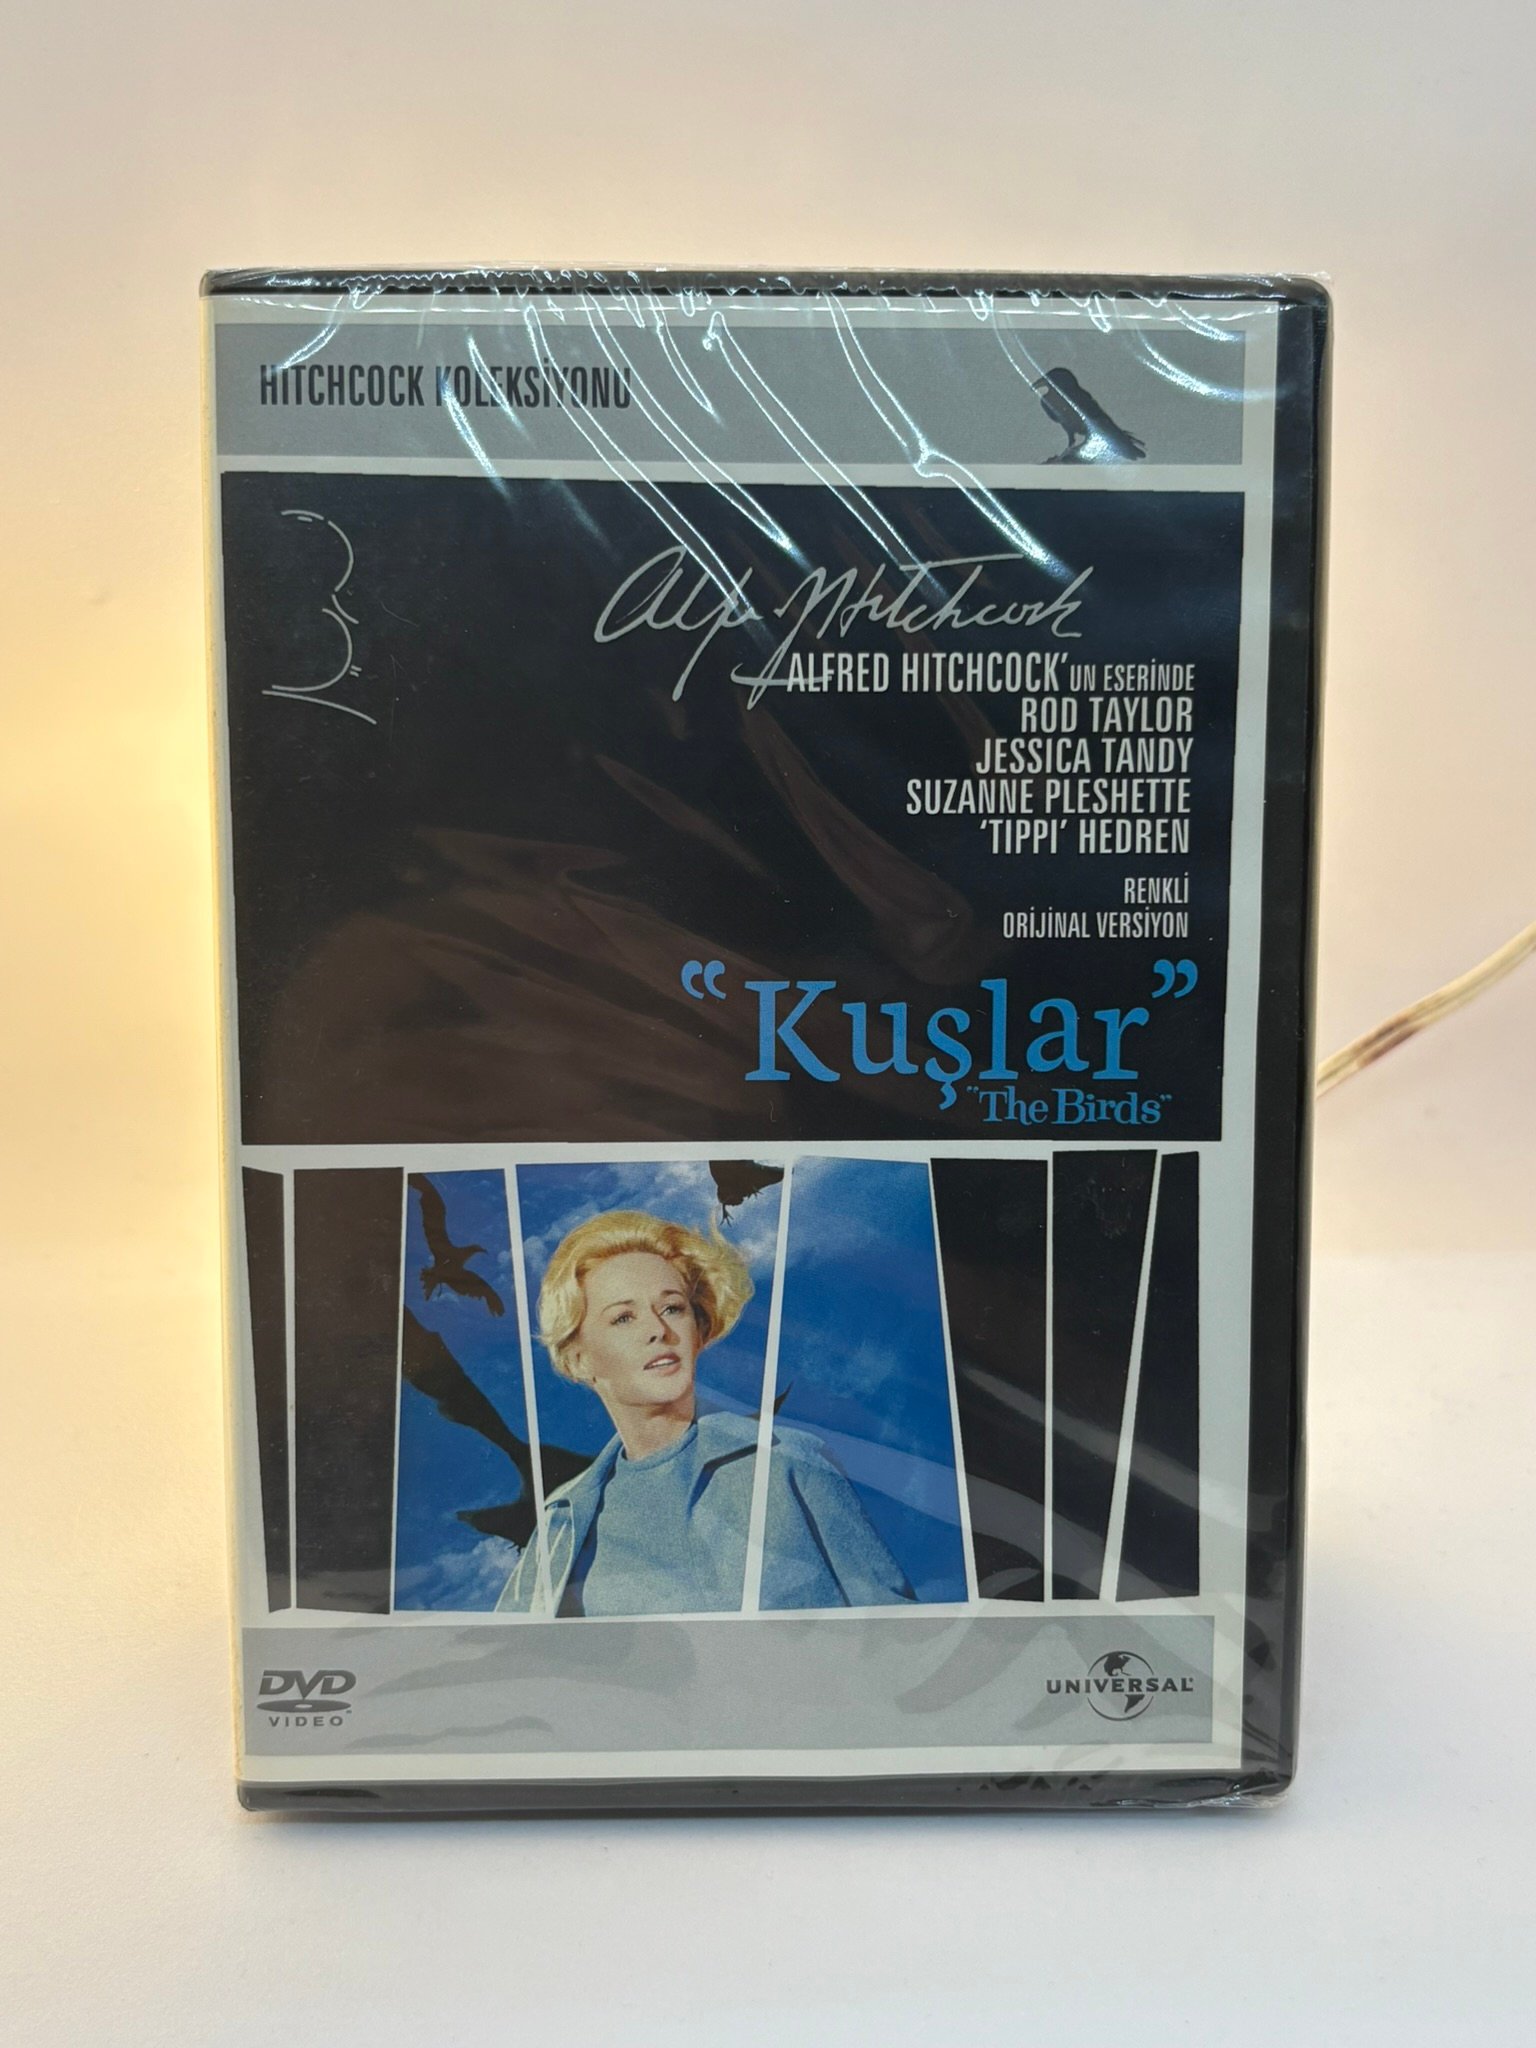 HITCHCOCK KOLEKSİYONU
Alfred Hitchcock
ALFRED HITCHCOCK'UN ESERİNDE
ROD TAYLOR
JESSICA TANDY
SUZANNE PLESHETTE
'TIPPI' HEDREN
RENKLİ
ORİJİNAL VERSİYON
"Kuşlar"
"The Birds"
DVD
VIDEO
UNIVERSAL